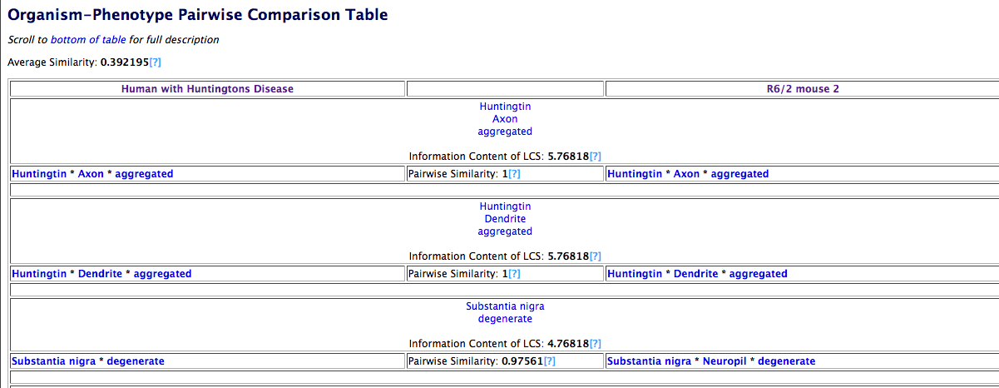 Organism-Phenotype Pairwise Comparison Table
Scroll to bottom of table for full description
Average Similarity: 0.392195[?]
Human with Huntingtons Disease R6/2 mouse 2
Huntingtin
Axon
aggregated
Information Content of LCS: 5.76818[?]
Huntingtin * Axon * aggregated Pairwise Similarity: 1[?] Huntingtin * Axon * aggregated
Huntingtin
Dendrite
aggregated
Information Content of LCS: 5.76818[?]
Huntingtin * Dendrite * aggregated Pairwise Similarity: 1[?] Huntingtin * Dendrite * aggregated
Substantia nigra
degenerate
Information Content of LCS: 4.76818[?]
Substantia nigra * degenerate Pairwise Similarity: 0.97561[?] Substantia nigra * Neuropil * degenerate